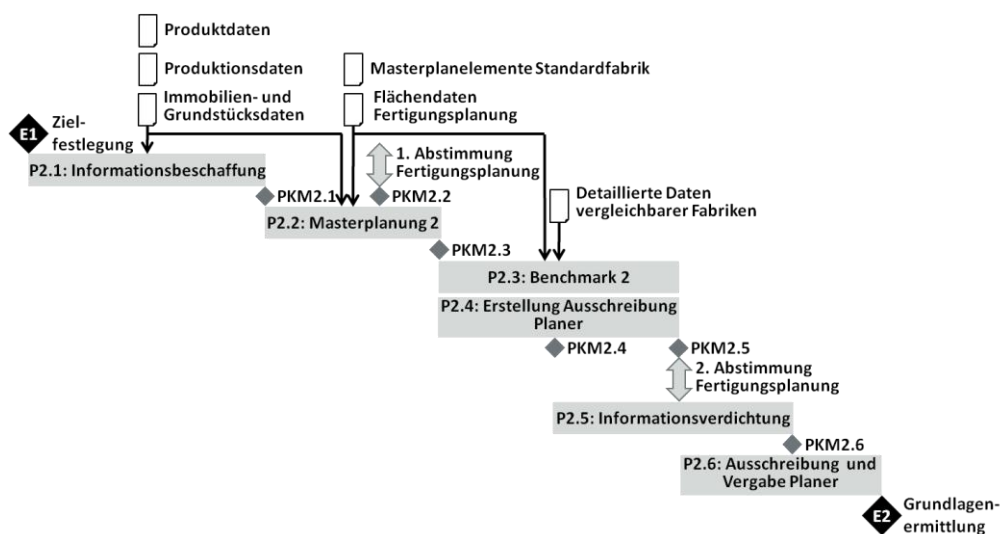 Produktdaten
Produktionsdaten
Masterplanelemente Standardfabrik
Immobilien- und
Grundstücksdaten
Flächendaten
Fertigungsplanung
E1
Ziel-
festlegung
P2.1: Informationsbeschaffung
1. Abstimmung
Fertigungsplanung
PKM2.1
PKM2.2
Detaillierte Daten
vergleichbarer Fabriken
P2.2: Masterplanung 2
PKM2.3
P2.3: Benchmark 2
P2.4: Erstellung Ausschreibung
Planer
PKM2.4
PKM2.5
2. Abstimmung
Fertigungsplanung
P2.5: Informationsverdichtung
PKM2.6
P2.6: Ausschreibung und
Vergabe Planer
E2
Grundlagen-
ermittlung